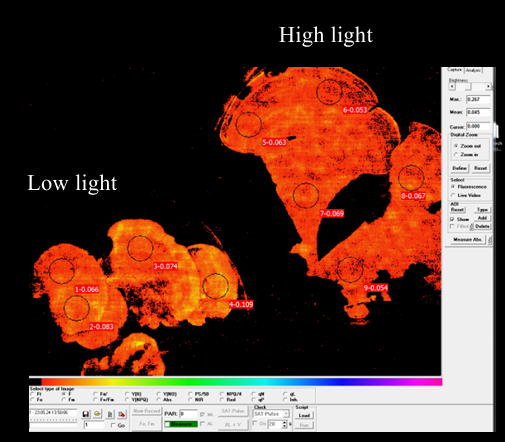 High light
Low light
Capture Analysis
Brightness
Max.: 0.267
Mean: 0.045
Cursor: 0.000
Digital Zoom
Zoom out
Zoom in
Define Reset
Select
Fluorescence
Live Video
AOI
Reset Type
Show Add
Delete
Measure Abs.
6-0.053
5-0.063
8-0.067
7-0.069
3-0.074
1-0.066
9-0.054
4-0.109
2-0.083
Select type of Image
Ft F Fm' Y(II) Y(NO) PS/50 NPQ/4 qN qL
Fo Fm Fv/Fm Y(NPQ) Abs. NIR Red qP Inh.
New Record PAR: 0 SAT-Pulse
Check
SAT-Pulse
Script
Load
1 Go Fo, Fm Measure AL AL + Y 20 s Run